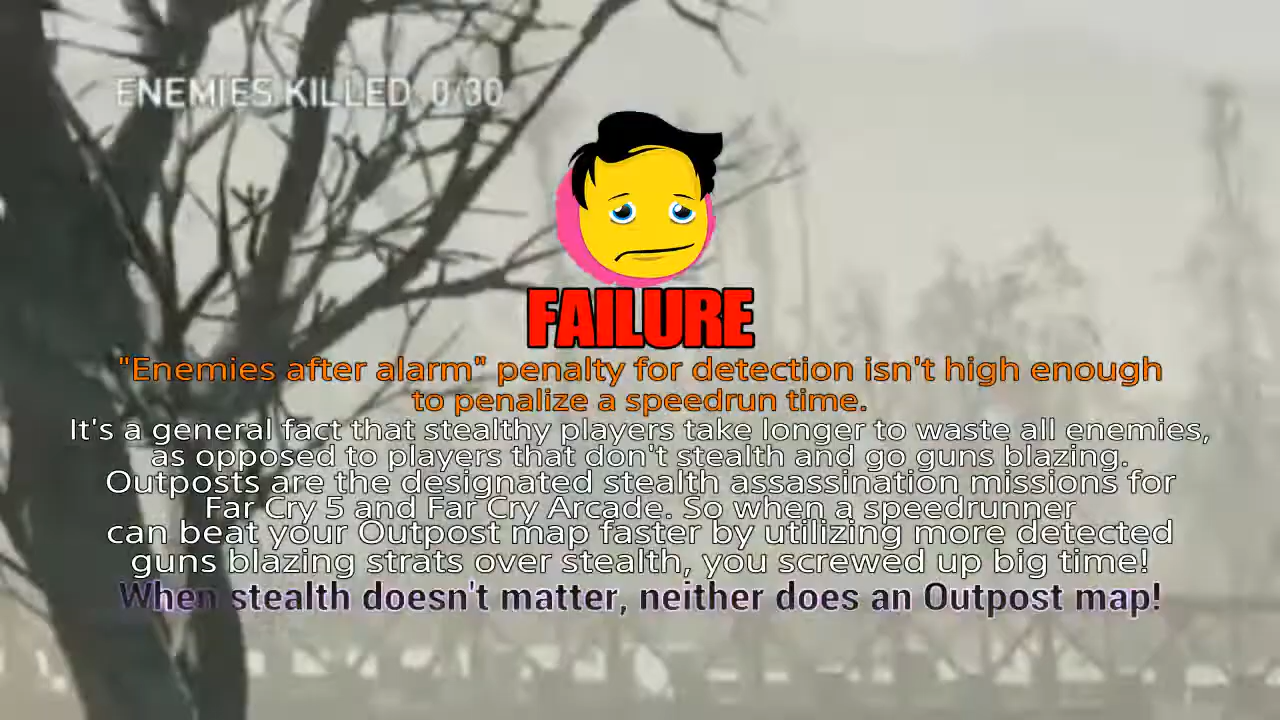 ENEMIES KILLED 0/30
FAILURE
"Enemies after alarm" penalty for detection isn't high enough
to penalize a speedrun time.
It's a general fact that stealthy players take longer to waste all enemies,
as opposed to players that don't stealth and go guns blazing.
Outposts are the designated stealth assassination missions for
Far Cry 5 and Far Cry Arcade. So when a speedrunner
can beat your Outpost map faster by utilizing more detected
guns blazing strats over stealth, you screwed up big time!
When stealth doesn't matter, neither does an Outpost map!